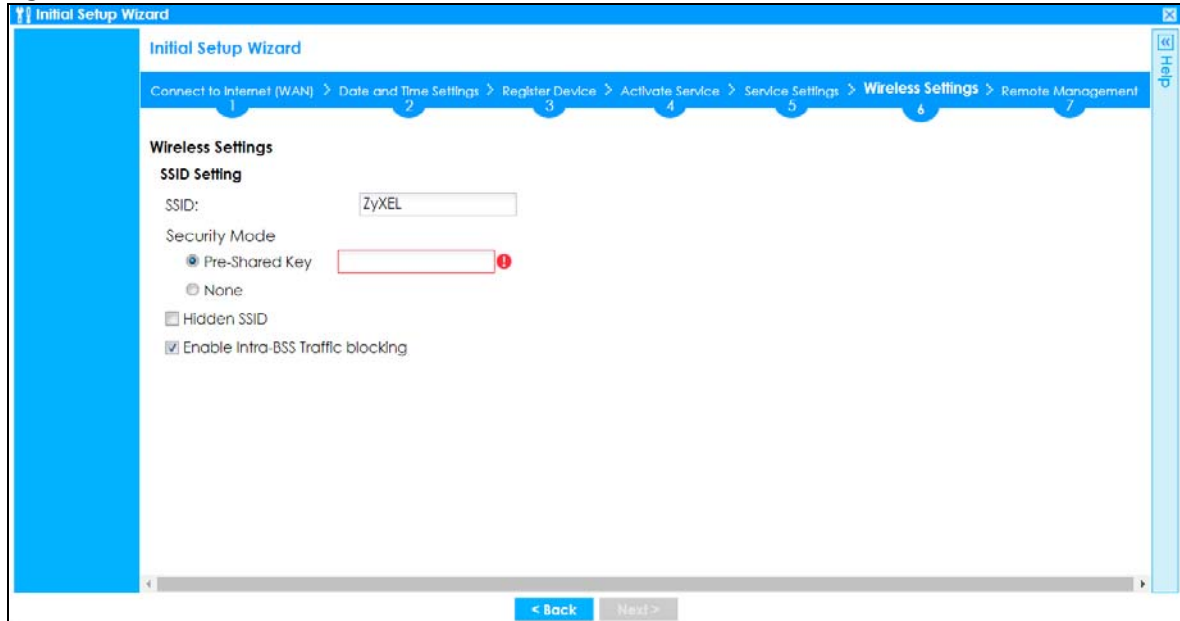 Initial Setup Wizard
Help
Initial Setup Wizard
Connect to Internet (WAN) > Date and Time Settings > Register Device > Activate Service > Service Settings > Wireless Settings > Remote Management
1 2 3 4 5 6 7
Wireless Settings
SSID Setting
SSID: ZyXEL
Security Mode
Pre-Shared Key
None
Hidden SSID
Enable Intra-BSS Traffic blocking
< Back Next >